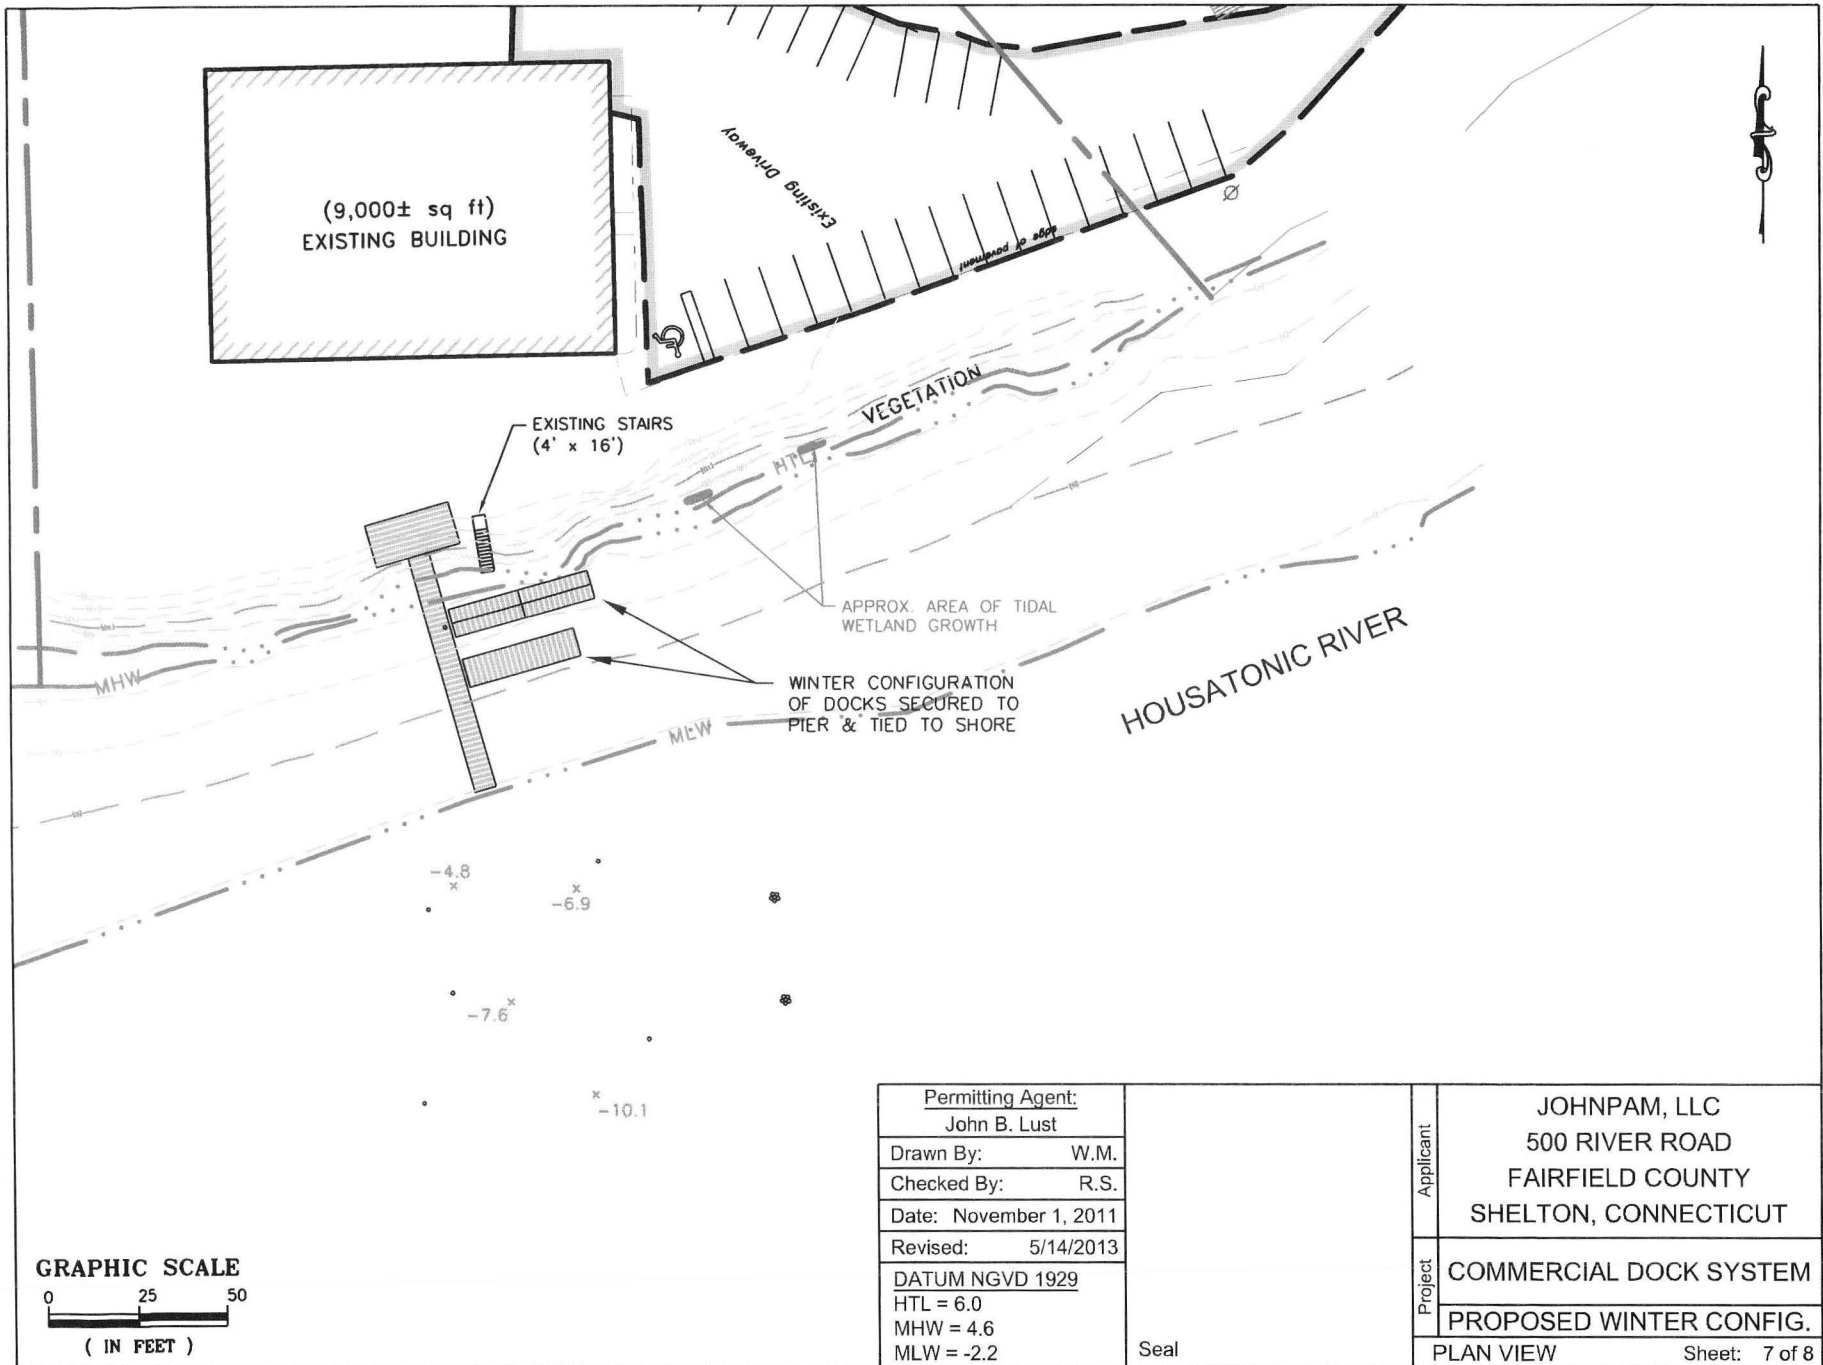 (9,000± sq ft)
EXISTING BUILDING
Existing Driveway
edge of pavement
EXISTING STAIRS
(4' x 16')
VEGETATION
HTL
MHW
APPROX. AREA OF TIDAL
WETLAND GROWTH
WINTER CONFIGURATION
OF DOCKS SECURED TO
PIER & TIED TO SHORE
MLW
HOUSATONIC RIVER
-4.8
-6.9
-7.6
-10.1
GRAPHIC SCALE
0 25 50
( IN FEET )
Permitting Agent:
John B. Lust
Drawn By: W.M.
Checked By: R.S.
Date: November 1, 2011
Revised: 5/14/2013
DATUM NGVD 1929
HTL = 6.0
MHW = 4.6
MLW = -2.2
Seal
Applicant
JOHNPAM, LLC
500 RIVER ROAD
FAIRFIELD COUNTY
SHELTON, CONNECTICUT
Project
COMMERCIAL DOCK SYSTEM
PROPOSED WINTER CONFIG.
PLAN VIEW Sheet: 7 of 8